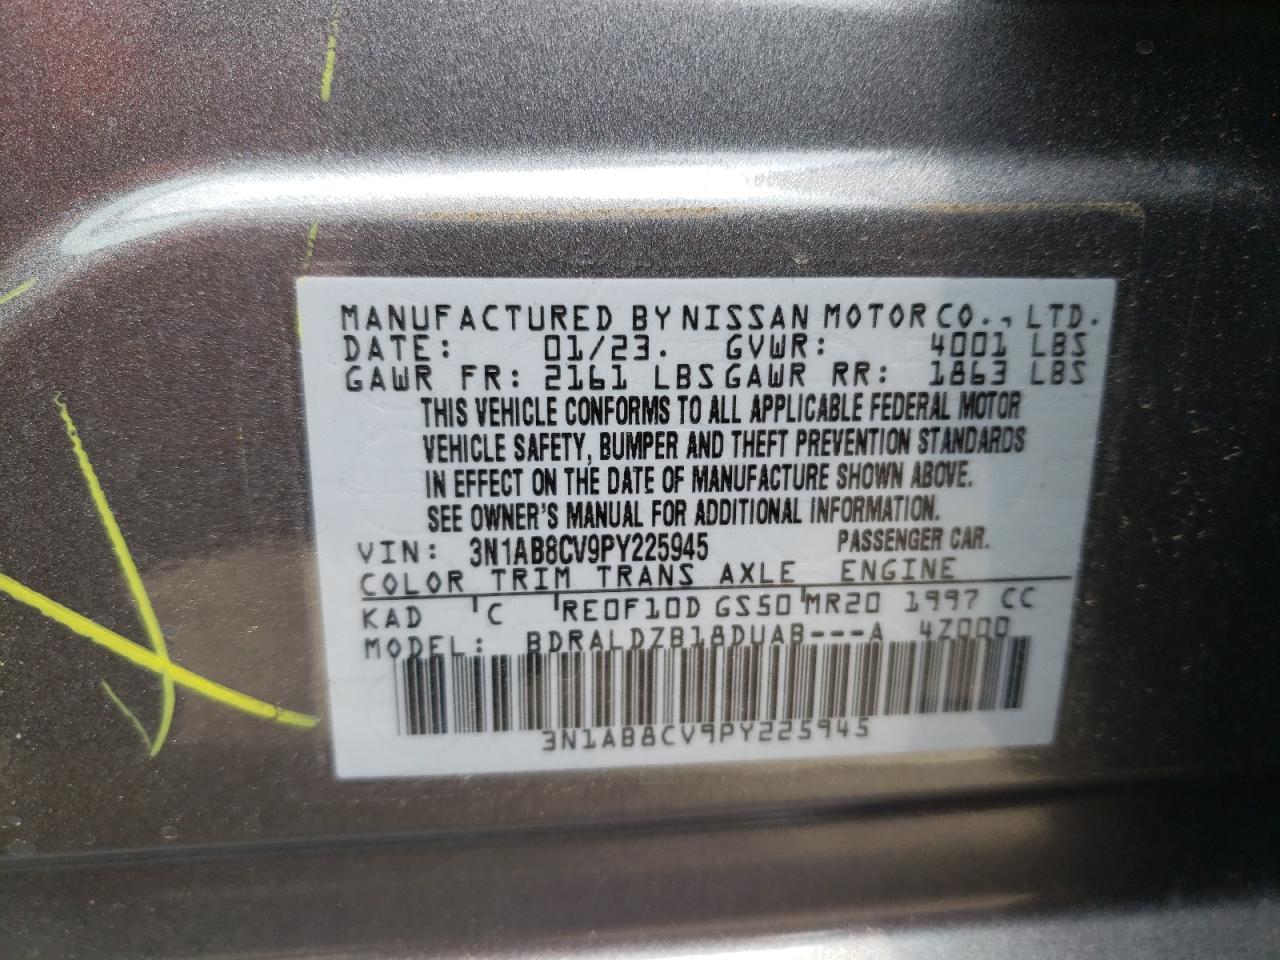 MANUFACTURED BY NISSAN MOTOR CO., LTD.
DATE: 01/23. GVWR: 4001 LBS
GAWR FR: 2161 LBS GAWR RR: 1863 LBS
THIS VEHICLE CONFORMS TO ALL APPLICABLE FEDERAL MOTOR
VEHICLE SAFETY, BUMPER AND THEFT PREVENTION STANDARDS
IN EFFECT ON THE DATE OF MANUFACTURE SHOWN ABOVE.
SEE OWNER'S MANUAL FOR ADDITIONAL INFORMATION.
VIN: 3N1AB8CV9PY225945 PASSENGER CAR.
COLOR TRIM TRANS AXLE ENGINE
KAD C RE0F10D GS50 MR20 1997 CC
MODEL: BDRALDZB18DUAB---A 4Z000
3N1AB8CV9PY225945